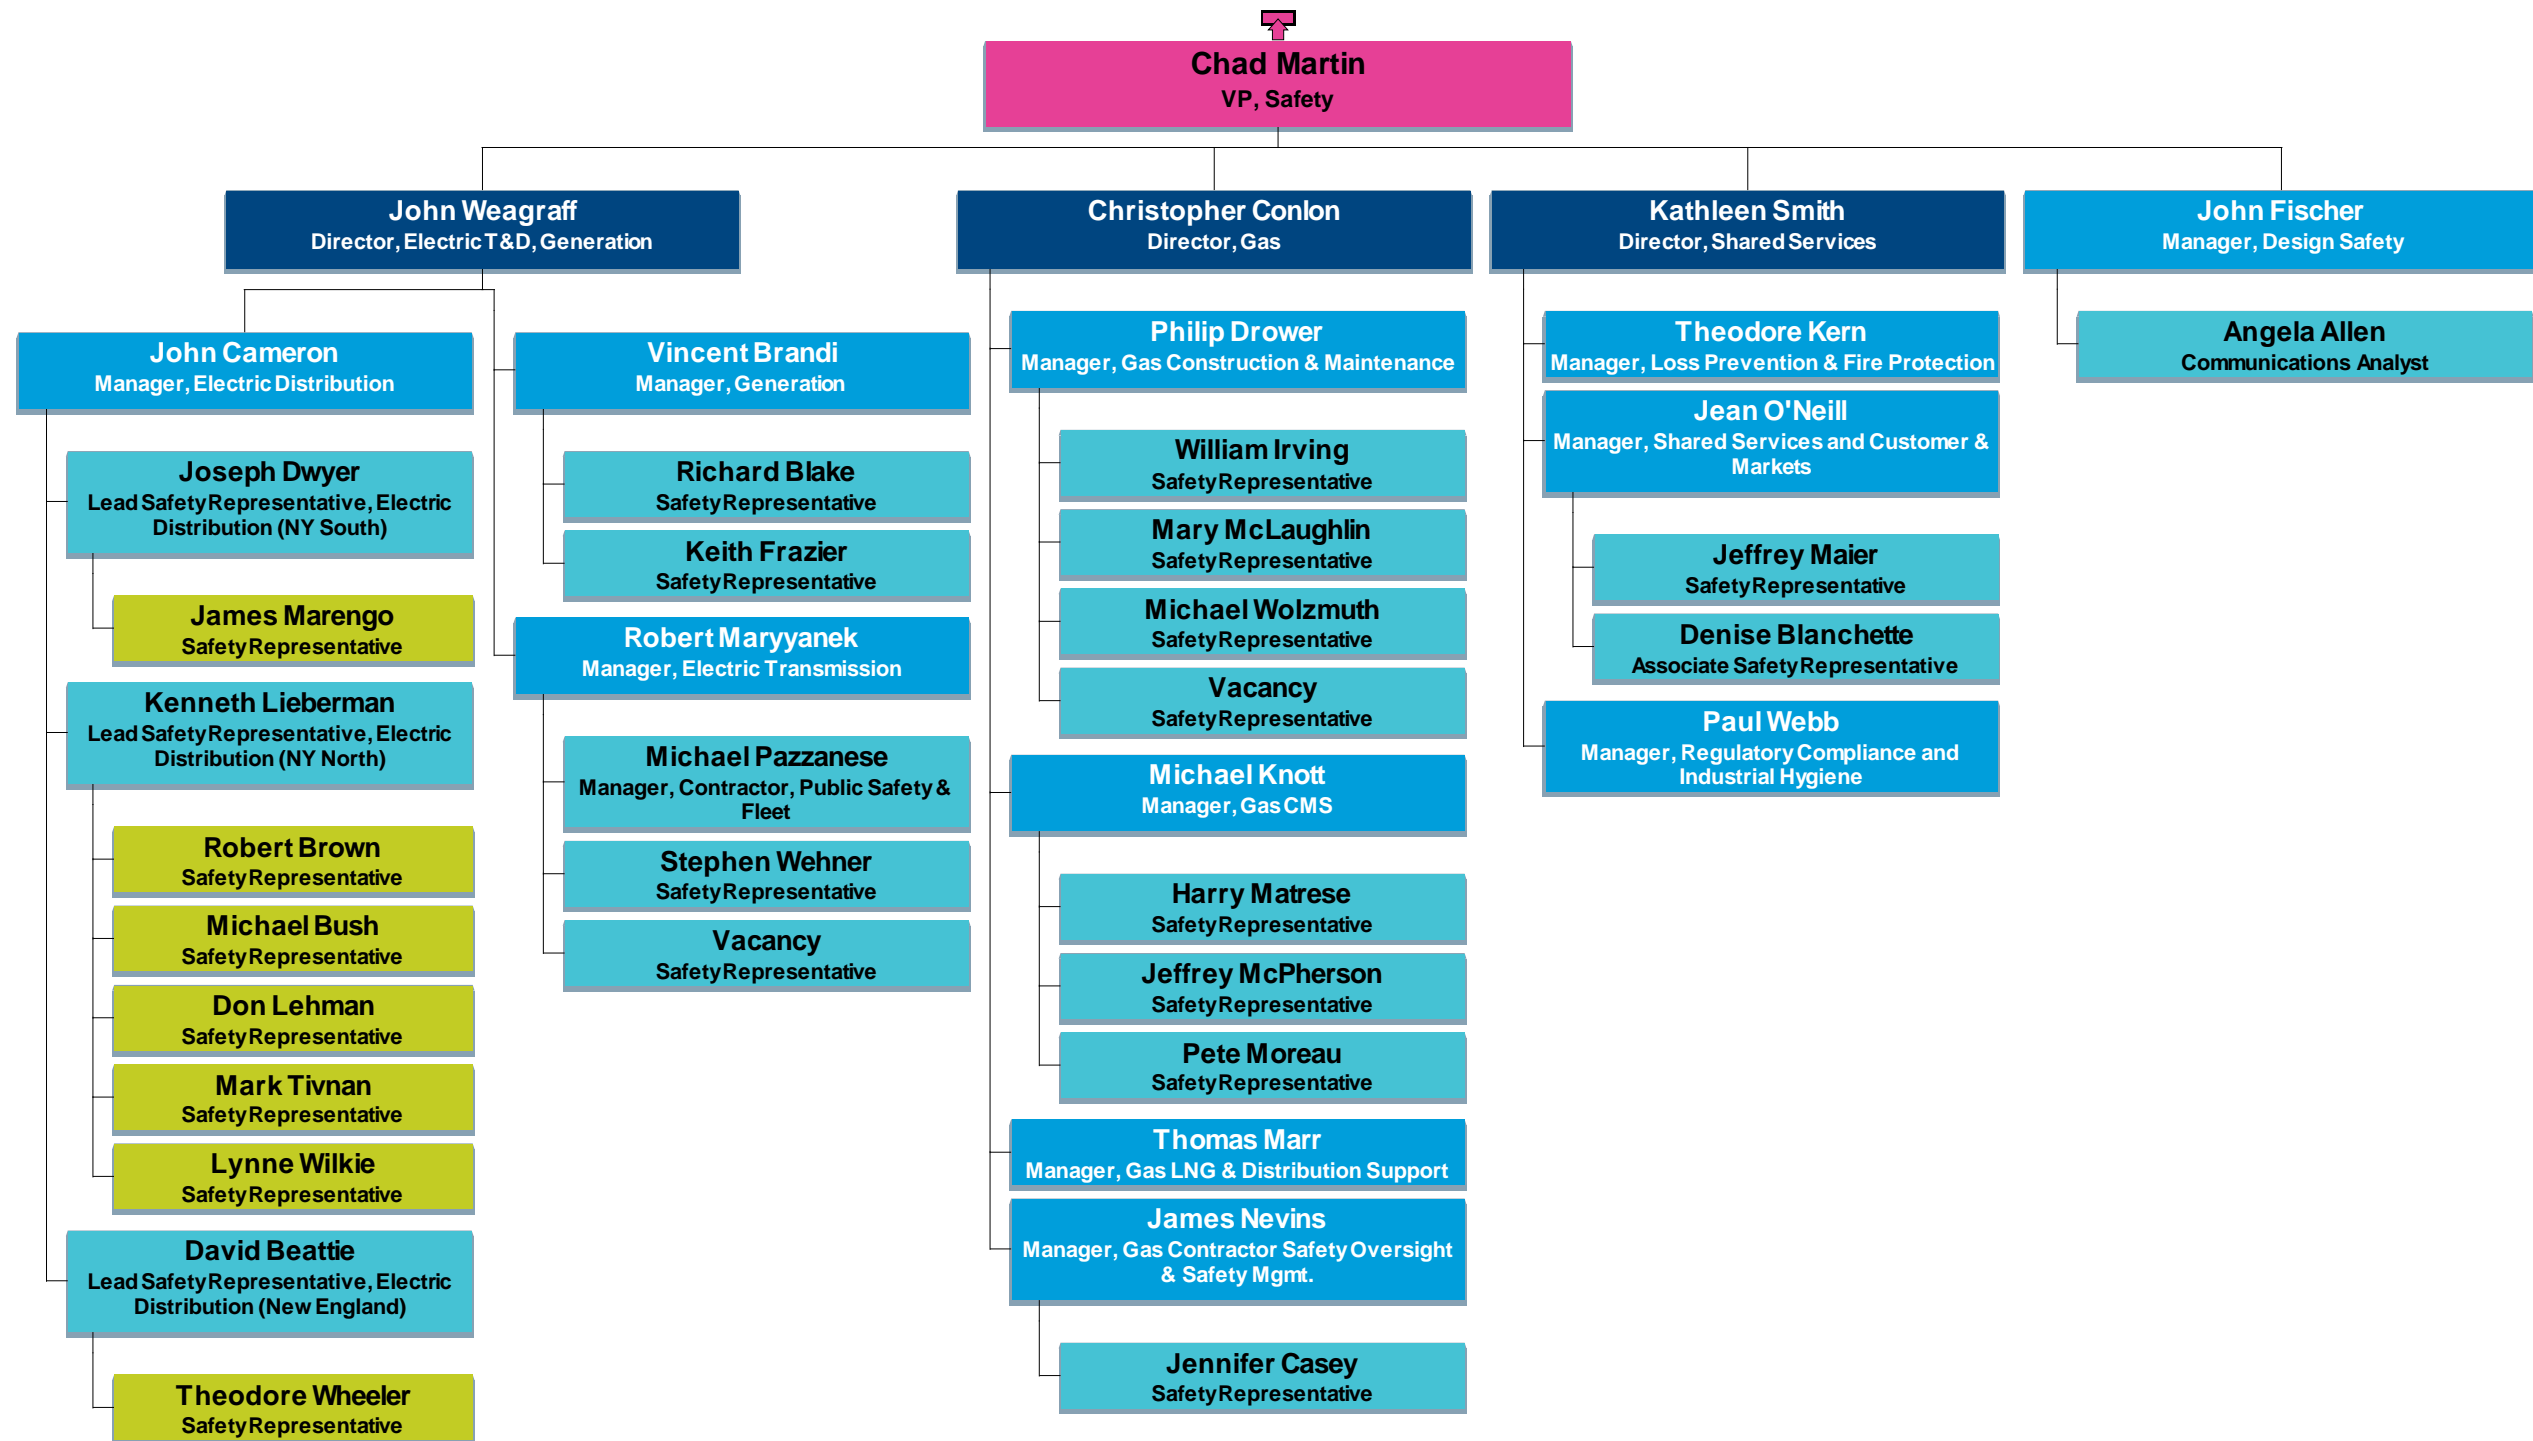 Chad Martin
VP, Safety
John Weagraff
Director, Electric T&D, Generation
John Cameron
Manager, Electric Distribution
Joseph Dwyer
Lead Safety Representative, Electric
Distribution (NY South)
James Marengo
Safety Representative
Kenneth Lieberman
Lead Safety Representative, Electric
Distribution (NY North)
Robert Brown
Safety Representative
Michael Bush
Safety Representative
Don Lehman
Safety Representative
Mark Tivnan
Safety Representative
Lynne Wilkie
Safety Representative
David Beattie
Lead Safety Representative, Electric
Distribution (New England)
Theodore Wheeler
Safety Representative
Vincent Brandi
Manager, Generation
Richard Blake
Safety Representative
Keith Frazier
Safety Representative
Robert Maryyanek
Manager, Electric Transmission
Michael Pazzanese
Manager, Contractor, Public Safety &
Fleet
Stephen Wehner
Safety Representative
Vacancy
Safety Representative
Christopher Conlon
Director, Gas
Philip Drower
Manager, Gas Construction & Maintenance
William Irving
Safety Representative
Mary McLaughlin
Safety Representative
Michael Wolzmuth
Safety Representative
Vacancy
Safety Representative
Michael Knott
Manager, Gas CMS
Harry Matrese
Safety Representative
Jeffrey McPherson
Safety Representative
Pete Moreau
Safety Representative
Thomas Marr
Manager, Gas LNG & Distribution Support
James Nevins
Manager, Gas Contractor Safety Oversight
& Safety Mgmt.
Jennifer Casey
Safety Representative
Kathleen Smith
Director, Shared Services
Theodore Kern
Manager, Loss Prevention & Fire Protection
Jean O'Neill
Manager, Shared Services and Customer &
Markets
Jeffrey Maier
Safety Representative
Denise Blanchette
Associate Safety Representative
Paul Webb
Manager, Regulatory Compliance and
Industrial Hygiene
John Fischer
Manager, Design Safety
Angela Allen
Communications Analyst